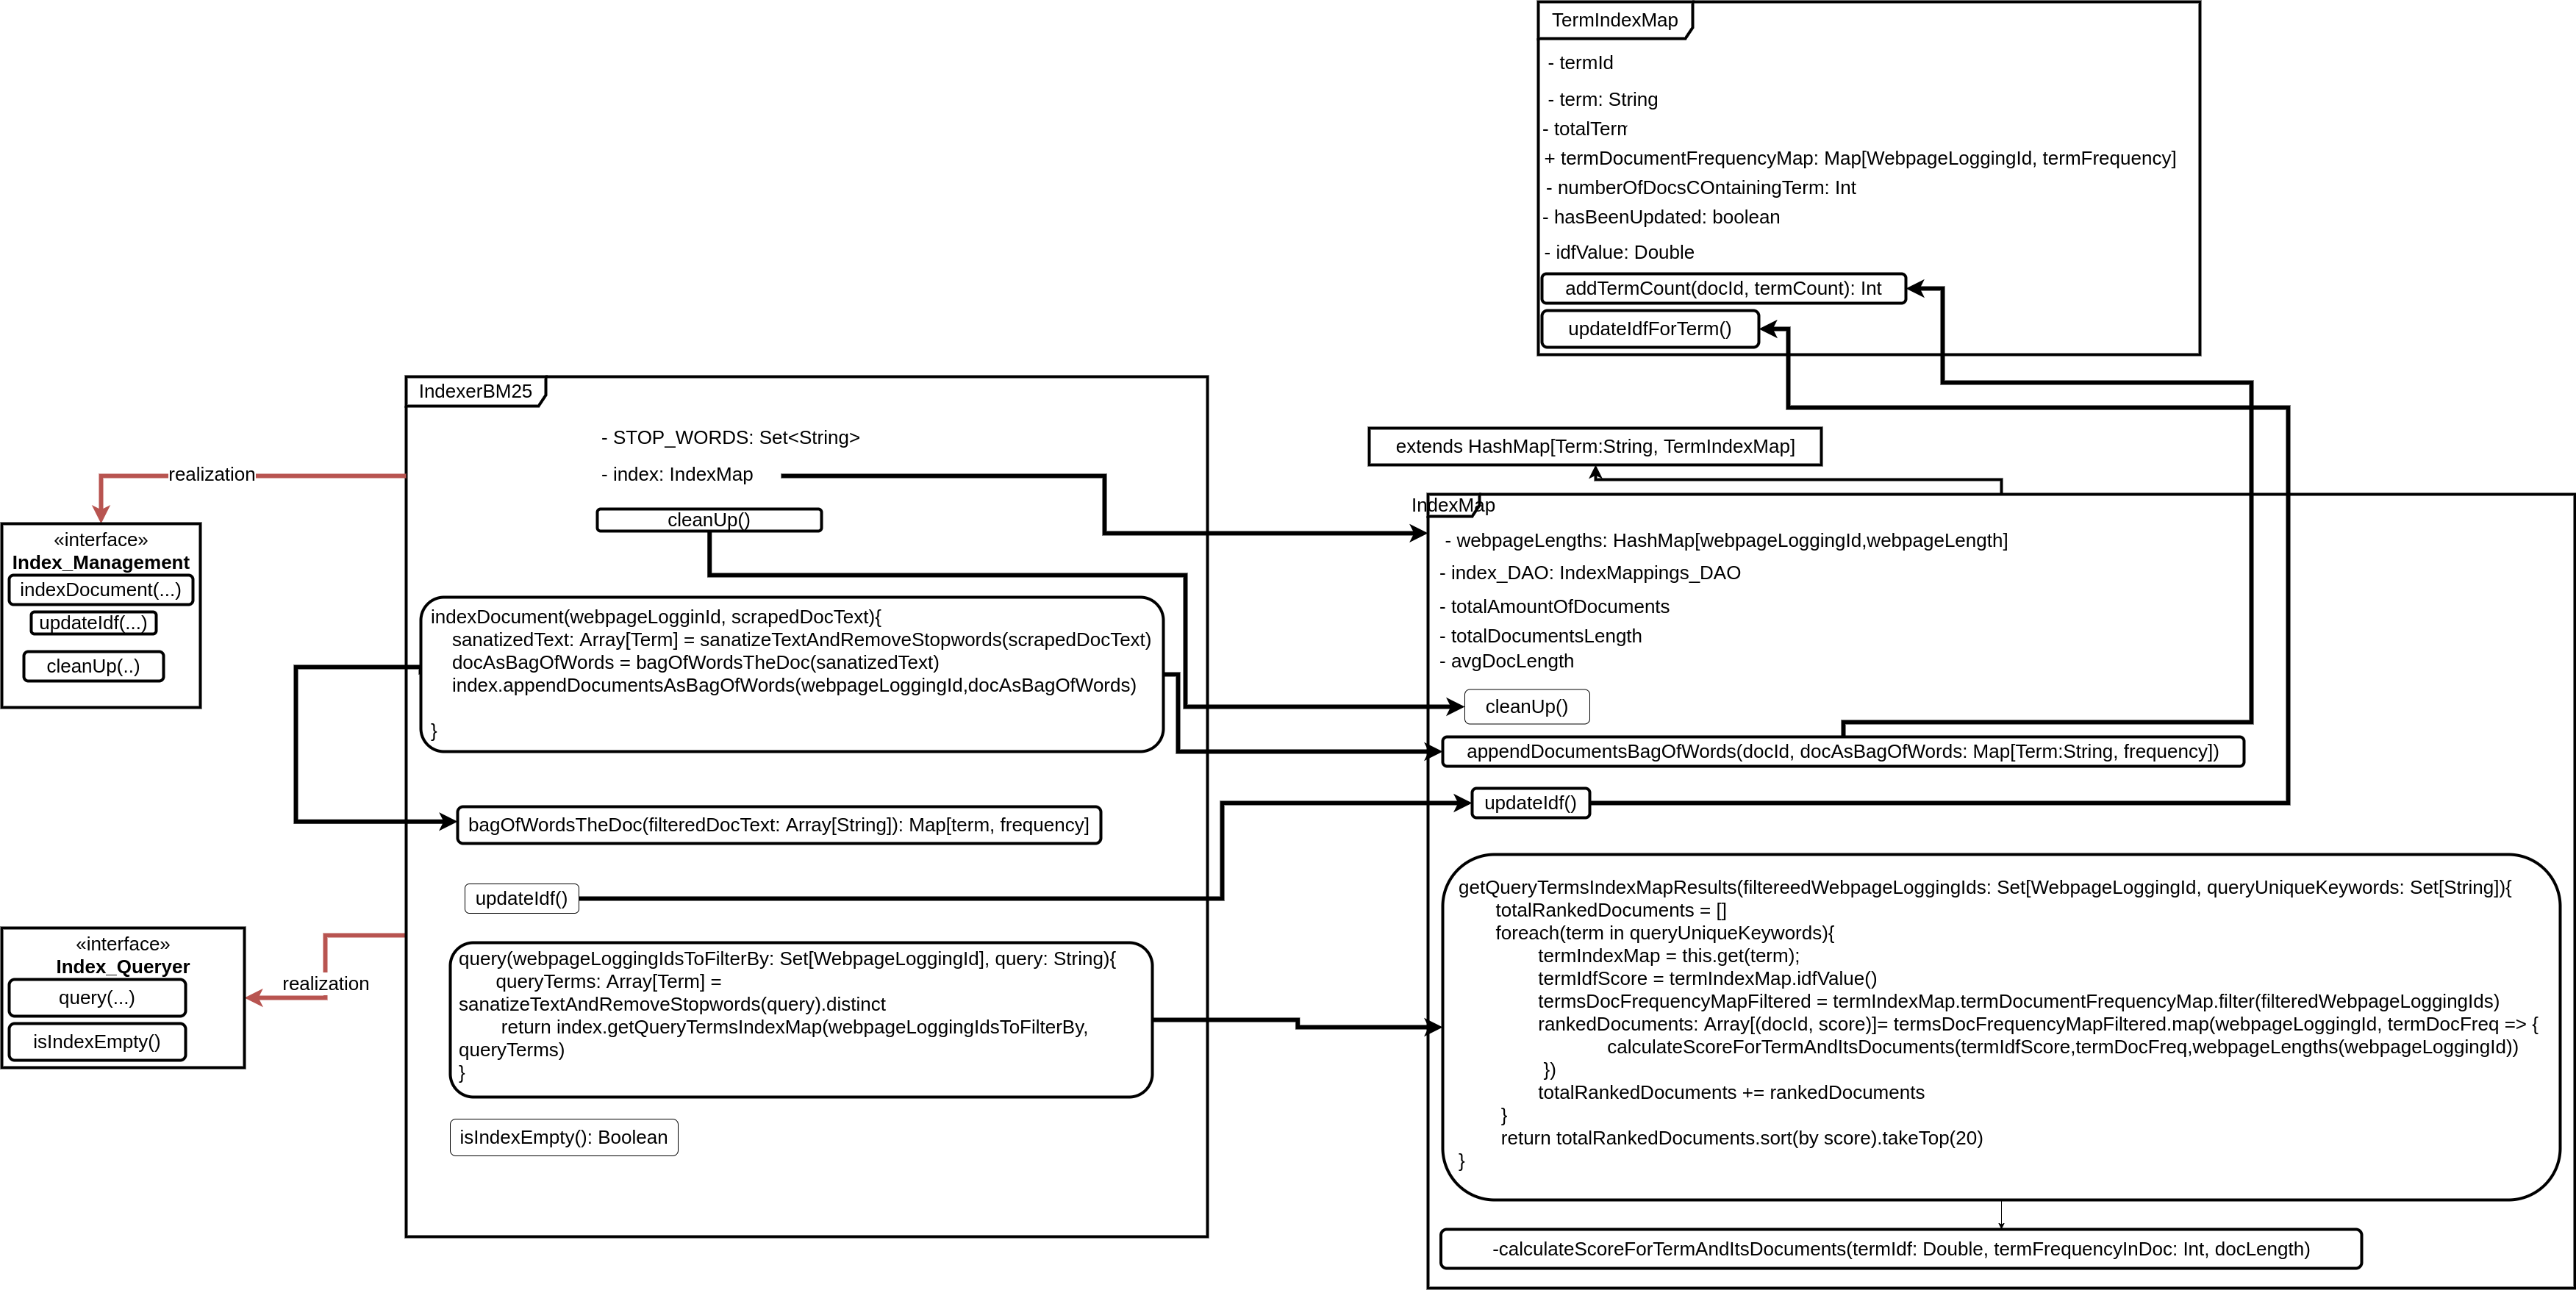 TermIndexMap
- termId
- term: String
- totalTerm
+ termDocumentFrequencyMap: Map[WebpageLoggingId, termFrequency]
- numberOfDocsCOntainingTerm: Int
- hasBeenUpdated: boolean
- idfValue: Double
addTermCount(docId, termCount): Int
updateIdfForTerm()
realization
«interface»
Index_Management
indexDocument(...)
updateIdf(...)
cleanUp(..)
realization
«interface»
Index_Queryer
query(...)
isIndexEmpty()
IndexerBM25
- STOP_WORDS: Set<String>
- index: IndexMap
cleanUp()
indexDocument(webpageLogginId, scrapedDocText){
sanatizedText: Array[Term] = sanatizeTextAndRemoveStopwords(scrapedDocText)
docAsBagOfWords = bagOfWordsTheDoc(sanatizedText)
index.appendDocumentsAsBagOfWords(webpageLoggingId,docAsBagOfWords)
}
bagOfWordsTheDoc(filteredDocText: Array[String]): Map[term, frequency]
updateIdf()
query(webpageLoggingIdsToFilterBy: Set[WebpageLoggingId], query: String){
queryTerms: Array[Term] =
sanatizeTextAndRemoveStopwords(query).distinct
return index.getQueryTermsIndexMap(webpageLoggingIdsToFilterBy,
queryTerms)
}
isIndexEmpty(): Boolean
extends HashMap[Term:String, TermIndexMap]
IndexMap
- webpageLengths: HashMap[webpageLoggingId,webpageLength]
- index_DAO: IndexMappings_DAO
- totalAmountOfDocuments
- totalDocumentsLength
- avgDocLength
cleanUp()
appendDocumentsBagOfWords(docId, docAsBagOfWords: Map[Term:String, frequency])
updateIdf()
getQueryTermsIndexMapResults(filtereedWebpageLoggingIds: Set[WebpageLoggingId, queryUniqueKeywords: Set[String]){
totalRankedDocuments = []
foreach(term in queryUniqueKeywords){
termIndexMap = this.get(term);
termIdfScore = termIndexMap.idfValue()
termsDocFrequencyMapFiltered = termIndexMap.termDocumentFrequencyMap.filter(filteredWebpageLoggingIds)
rankedDocuments: Array[(docId, score)]= termsDocFrequencyMapFiltered.map(webpageLoggingId, termDocFreq => {
calculateScoreForTermAndItsDocuments(termIdfScore,termDocFreq,webpageLengths(webpageLoggingId))
})
totalRankedDocuments += rankedDocuments
}
return totalRankedDocuments.sort(by score).takeTop(20)
}
-calculateScoreForTermAndItsDocuments(termIdf: Double, termFrequencyInDoc: Int, docLength)